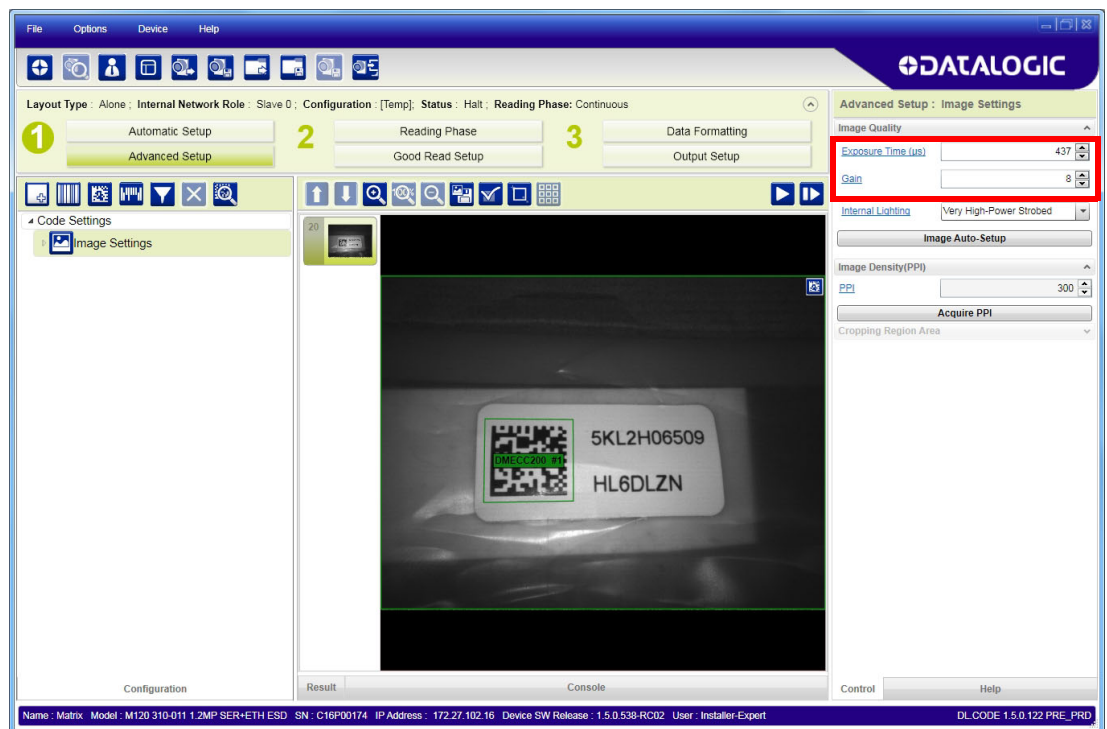 File Options Device Help
DATALOGIC
Layout Type : Alone ; Internal Network Role : Slave 0 ; Configuration : [Temp]; Status : Halt ; Reading Phase: Continuous
1 Automatic Setup 2 Reading Phase 3 Data Formatting
Advanced Setup Good Read Setup Output Setup
Code Settings
Image Settings
20
100%
DMECC200 #1
5KL2H06509
HL6DLZN
Configuration
Result Console
Advanced Setup : Image Settings
Image Quality
Exposure Time (µs) 437
Gain 8
Internal Lighting Very High-Power Strobed
Image Auto-Setup
Image Density(PPI)
PPI 300
Acquire PPI
Cropping Region Area
Control Help
Name : Matrix Model : M120 310-011 1.2MP SER+ETH ESD SN : C16P00174 IP Address : 172.27.102.16 Device SW Release : 1.5.0.538-RC02 User : Installer-Expert DL.CODE 1.5.0.122 PRE_PRD